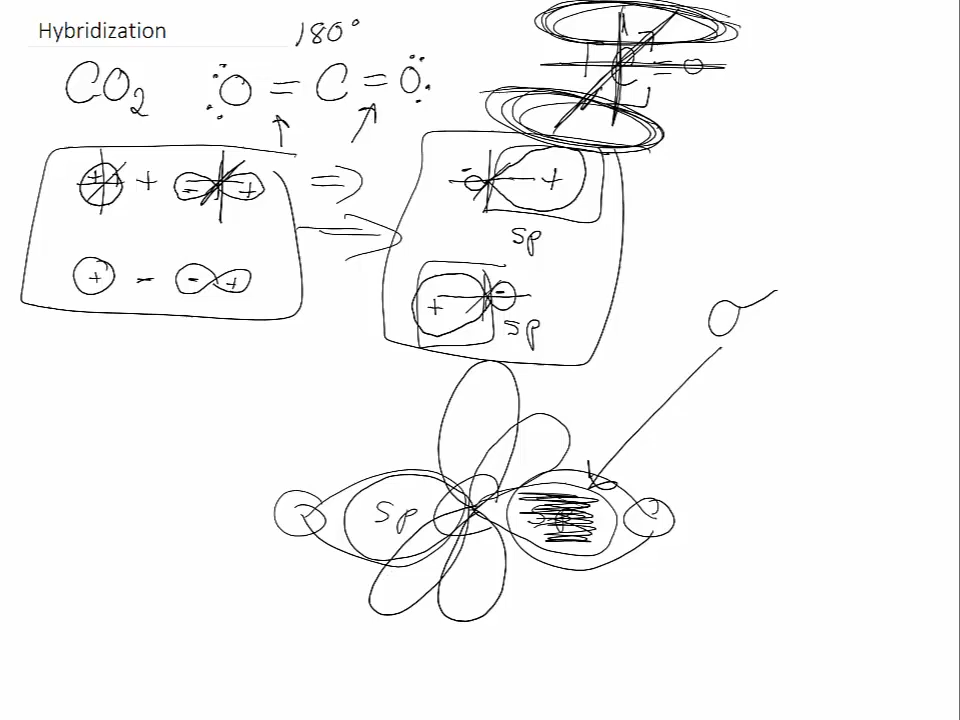 Hybridization
180°
CO2 O = C = O
C = O
+ + - + ⇒ - +
sp
+ - - + + -
sp
σ
sp